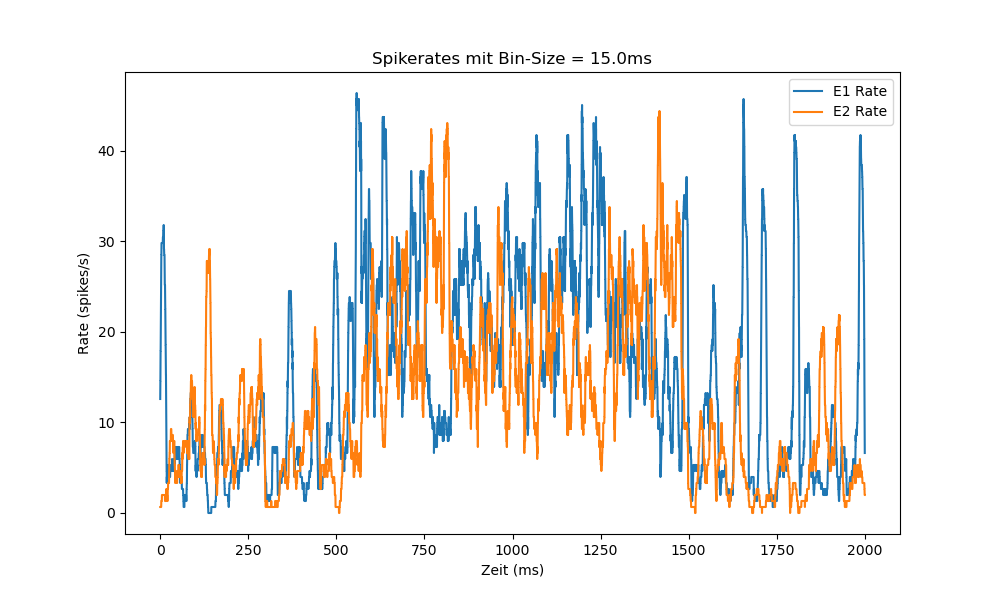 Spikerates mit Bin-Size = 15.0ms
E1 Rate
E2 Rate
Rate (spikes/s)
40
30
20
10
0
0 250 500 750 1000 1250 1500 1750 2000
Zeit (ms)